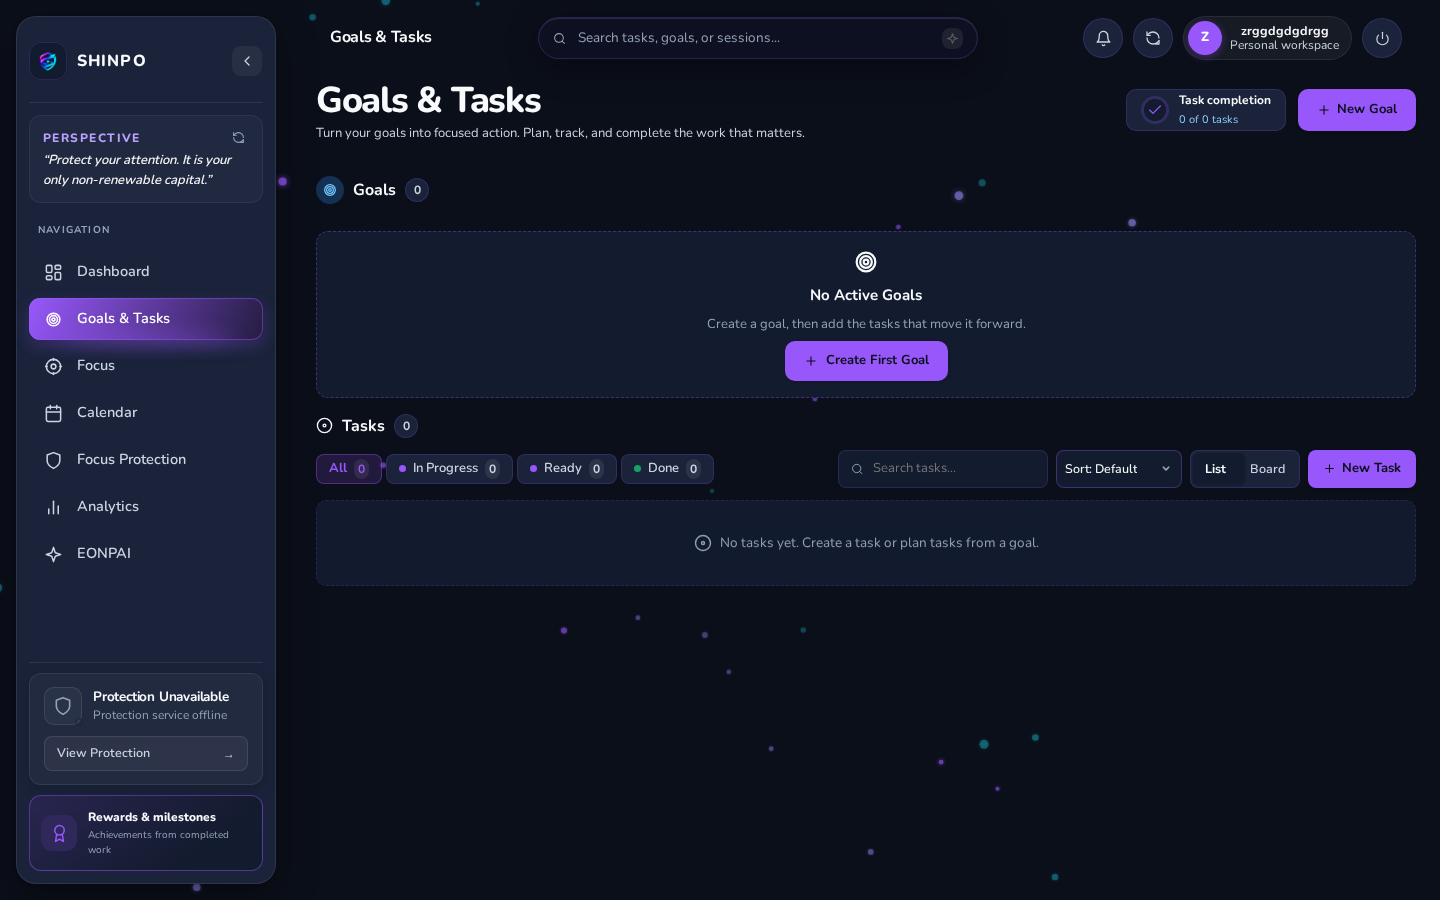 SHINPO
PERSPECTIVE
“Protect your attention. It is your
only non-renewable capital.”
NAVIGATION
Dashboard
Goals & Tasks
Focus
Calendar
Focus Protection
Analytics
EONPAI
Protection Unavailable
Protection service offline
View Protection →
Rewards & milestones
Achievements from completed
work
Goals & Tasks
Search tasks, goals, or sessions...
Z
zrggdgdgdrgg
Personal workspace
Goals & Tasks
Turn your goals into focused action. Plan, track, and complete the work that matters.
Task completion
0 of 0 tasks
+ New Goal
Goals 0
No Active Goals
Create a goal, then add the tasks that move it forward.
+ Create First Goal
Tasks 0
All 0 In Progress 0 Ready 0 Done 0
Search tasks...
Sort: Default
List Board
+ New Task
No tasks yet. Create a task or plan tasks from a goal.